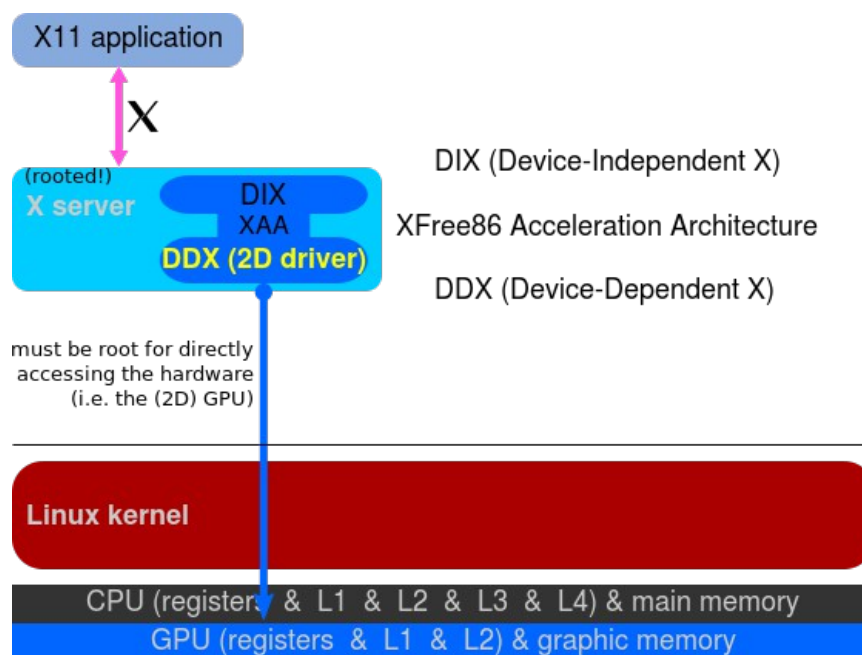 X11 application
X
(rooted!)
X server
DIX
XAA
DDX (2D driver)
DIX (Device-Independent X)
XFree86 Acceleration Architecture
DDX (Device-Dependent X)
must be root for directly
accessing the hardware
(i.e. the (2D) GPU)
Linux kernel
CPU (registers & L1 & L2 & L3 & L4) & main memory
GPU (registers & L1 & L2) & graphic memory